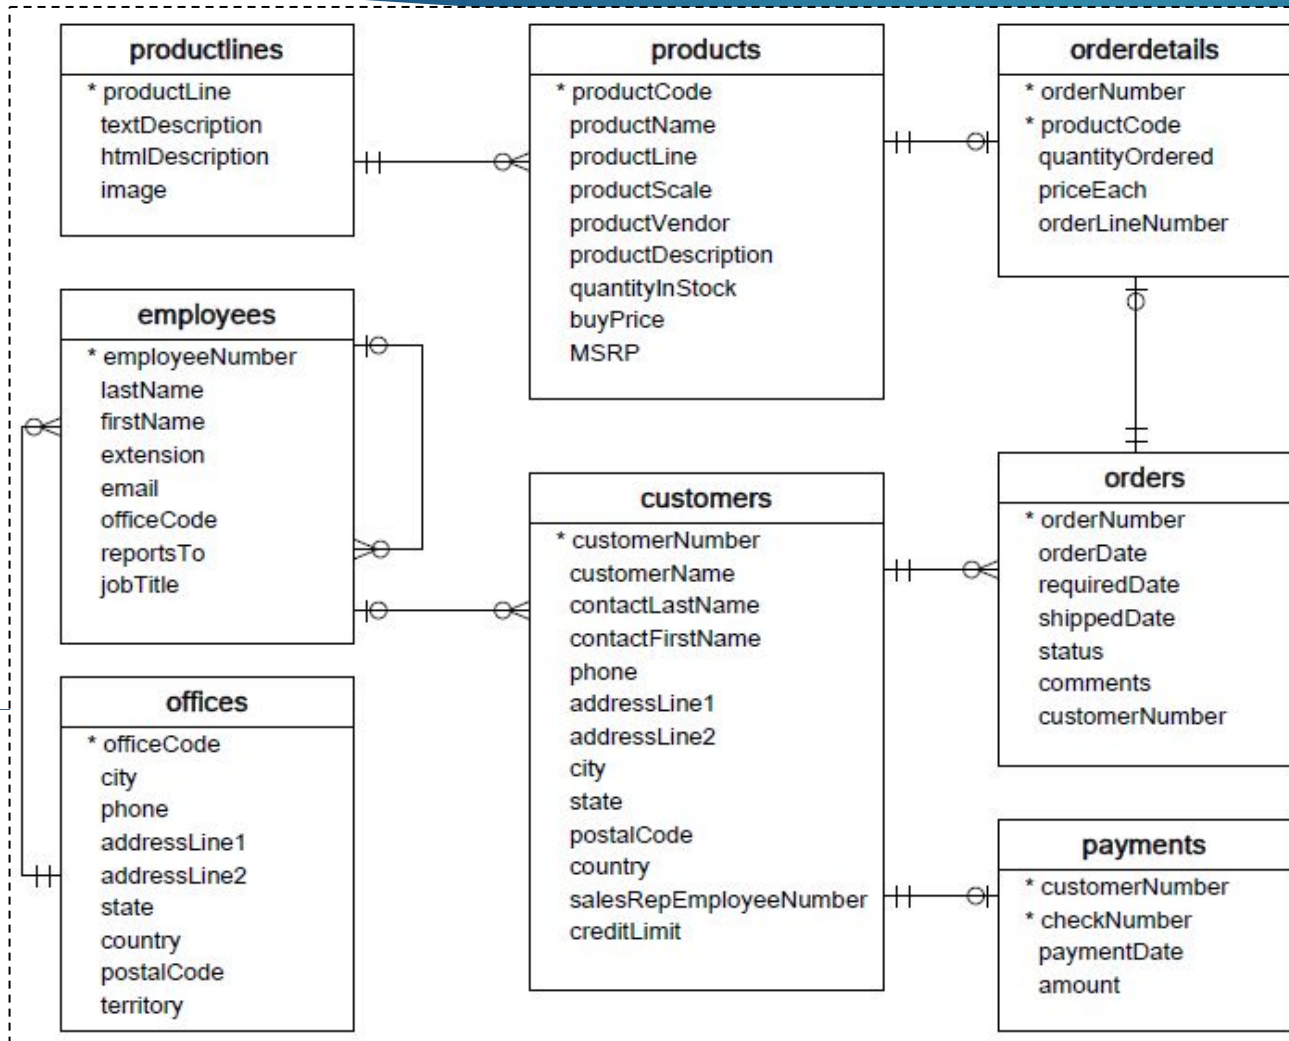 productlines
* productLine
textDescription
htmlDescription
image
products
* productCode
productName
productLine
productScale
productVendor
productDescription
quantityInStock
buyPrice
MSRP
orderdetails
* orderNumber
* productCode
quantityOrdered
priceEach
orderLineNumber
employees
* employeeNumber
lastName
firstName
extension
email
officeCode
reportsTo
jobTitle
customers
* customerNumber
customerName
contactLastName
contactFirstName
phone
addressLine1
addressLine2
city
state
postalCode
country
salesRepEmployeeNumber
creditLimit
orders
* orderNumber
orderDate
requiredDate
shippedDate
status
comments
customerNumber
offices
* officeCode
city
phone
addressLine1
addressLine2
state
country
postalCode
territory
payments
* customerNumber
* checkNumber
paymentDate
amount